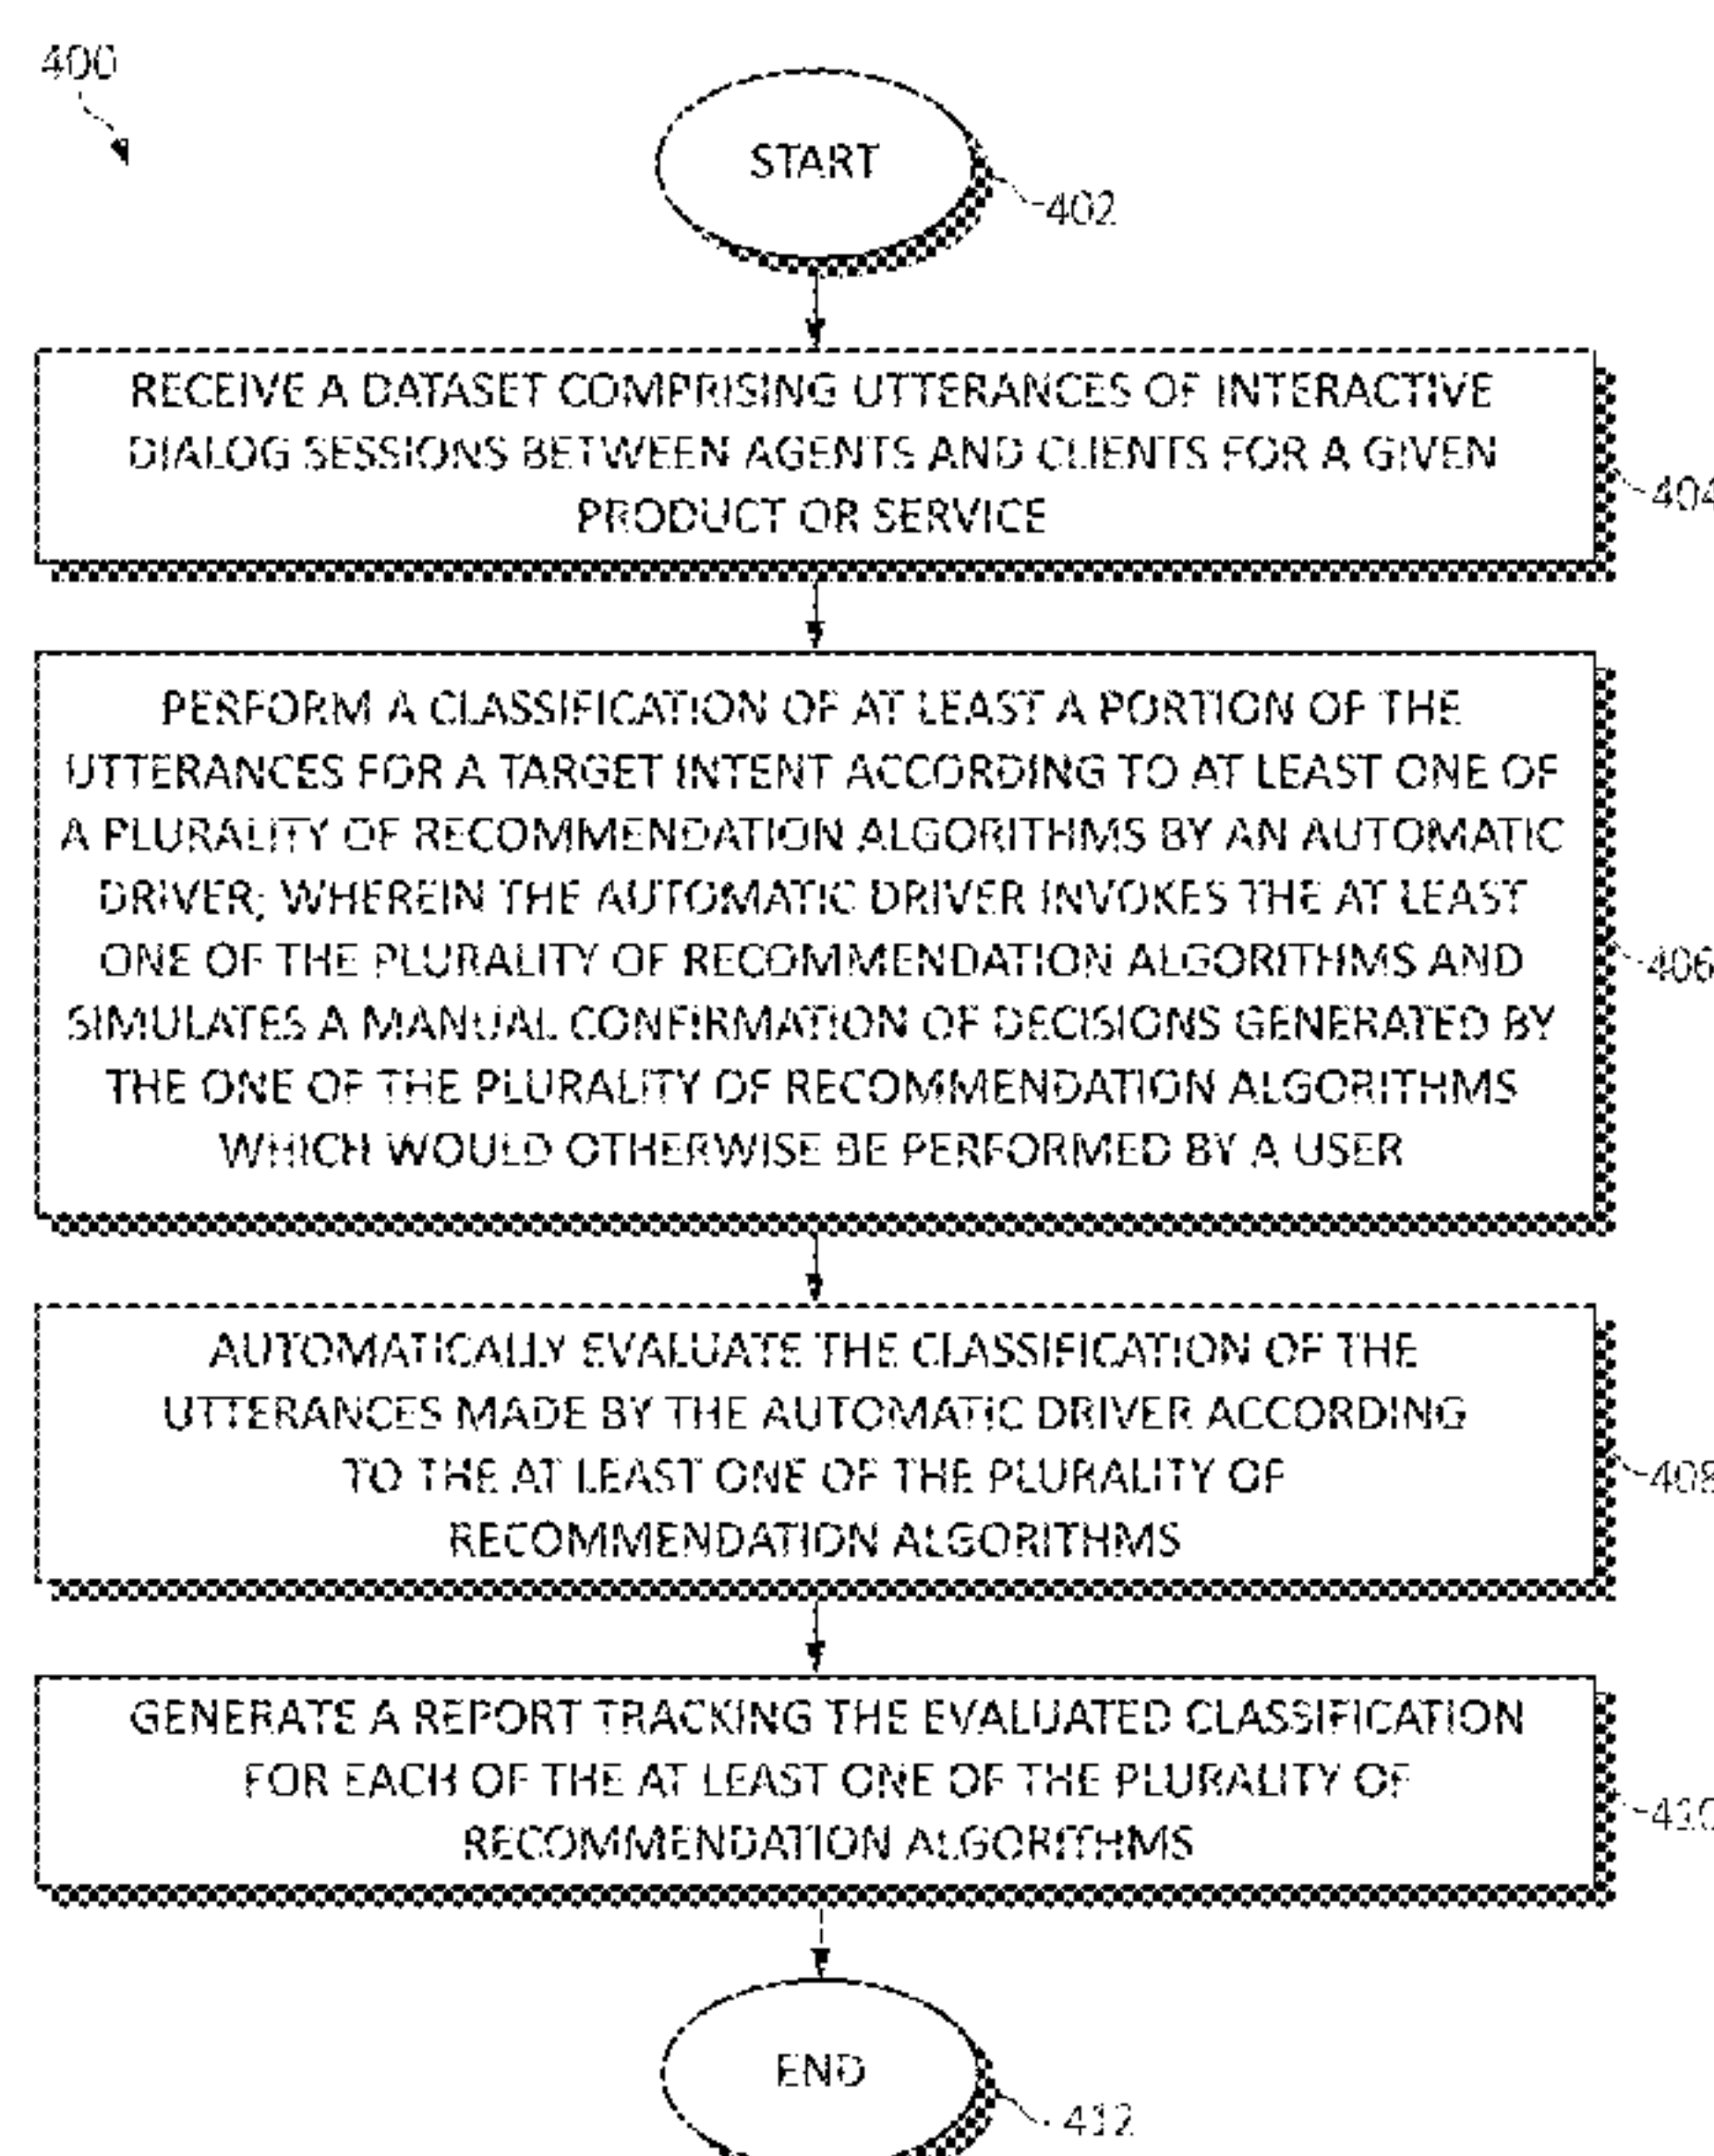 400
START
402
RECEIVE A DATASET COMPRISING UTTERANCES OF INTERACTIVE
DIALOG SESSIONS BETWEEN AGENTS AND CLIENTS FOR A GIVEN
PRODUCT OR SERVICE
404
PERFORM A CLASSIFICATION OF AT LEAST A PORTION OF THE
UTTERANCES FOR A TARGET INTENT ACCORDING TO AT LEAST ONE OF
A PLURALITY OF RECOMMENDATION ALGORITHMS BY AN AUTOMATIC
DRIVER; WHEREIN THE AUTOMATIC DRIVER INVOKES THE AT LEAST
ONE OF THE PLURALITY OF RECOMMENDATION ALGORITHMS AND
SIMULATES A MANUAL CONFIRMATION OF DECISIONS GENERATED BY
THE ONE OF THE PLURALITY OF RECOMMENDATION ALGORITHMS
WHICH WOULD OTHERWISE BE PERFORMED BY A USER
406
AUTOMATICALLY EVALUATE THE CLASSIFICATION OF THE
UTTERANCES MADE BY THE AUTOMATIC DRIVER ACCORDING
TO THE AT LEAST ONE OF THE PLURALITY OF
RECOMMENDATION ALGORITHMS
408
GENERATE A REPORT TRACKING THE EVALUATED CLASSIFICATION
FOR EACH OF THE AT LEAST ONE OF THE PLURALITY OF
RECOMMENDATION ALGORITHMS
410
END
412